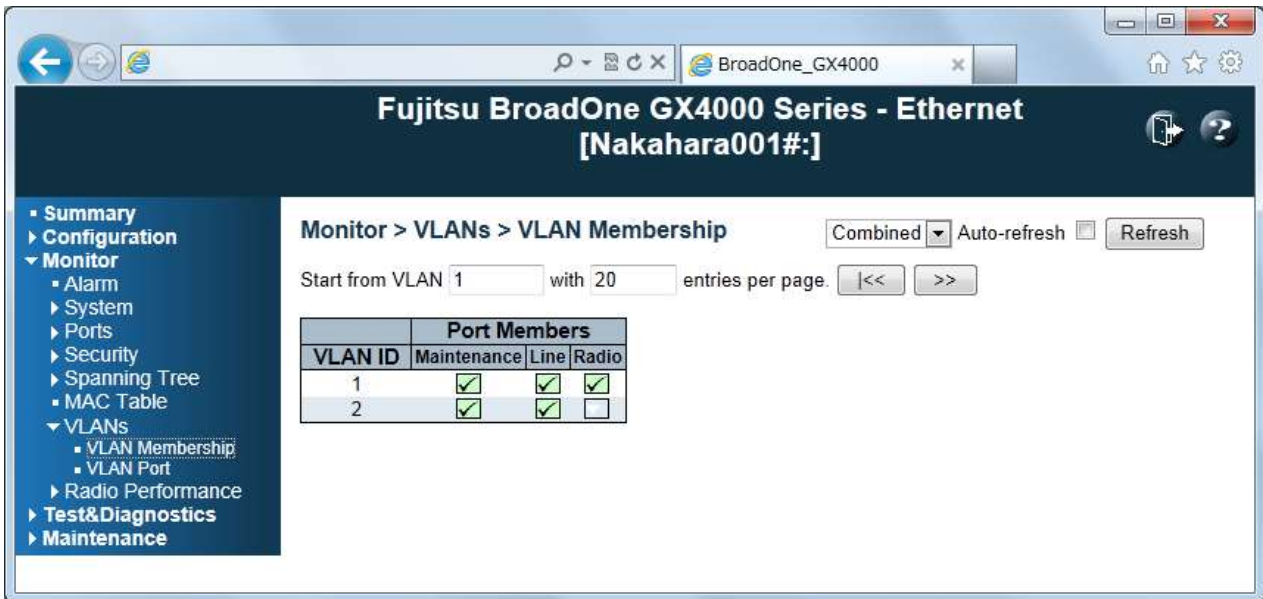 BroadOne_GX4000
Fujitsu BroadOne GX4000 Series - Ethernet
[Nakahara001#:]
Summary
Configuration
Monitor
Alarm
System
Ports
Security
Spanning Tree
MAC Table
VLANs
VLAN Membership
VLAN Port
Radio Performance
Test&Diagnostics
Maintenance
Monitor > VLANs > VLAN Membership
Combined Auto-refresh Refresh
Start from VLAN 1 with 20 entries per page. |<< >>
Port Members
VLAN ID Maintenance Line Radio
1
2